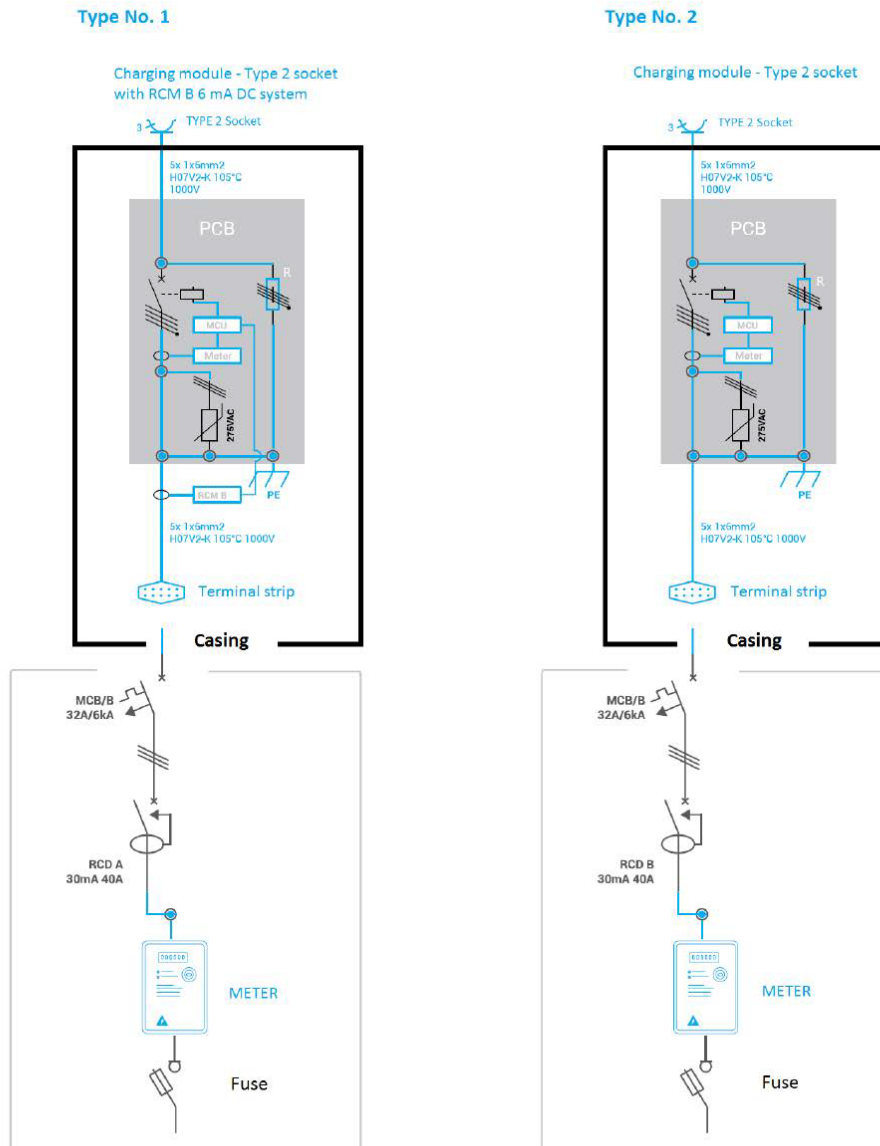 Type No. 1
Charging module - Type 2 socket
with RCM B 6 mA DC system
3
TYPE 2 Socket
5x 1x6mm2
H07V2-K 105°C
1000V
PCB
R
MCU
Meter
275VAC
RCM B
PE
5x 1x6mm2
H07V2-K 105°C 1000V
Terminal strip
Casing
MCB/B
32A/6kA
RCD A
30mA 40A
000000
METER
Fuse
Type No. 2
Charging module - Type 2 socket
3
TYPE 2 Socket
5x 1x6mm2
H07V2-K 105°C
1000V
PCB
R
MCU
Meter
275VAC
PE
5x 1x6mm2
H07V2-K 105°C 1000V
Terminal strip
Casing
MCB/B
32A/6kA
RCD B
30mA 40A
000000
METER
Fuse